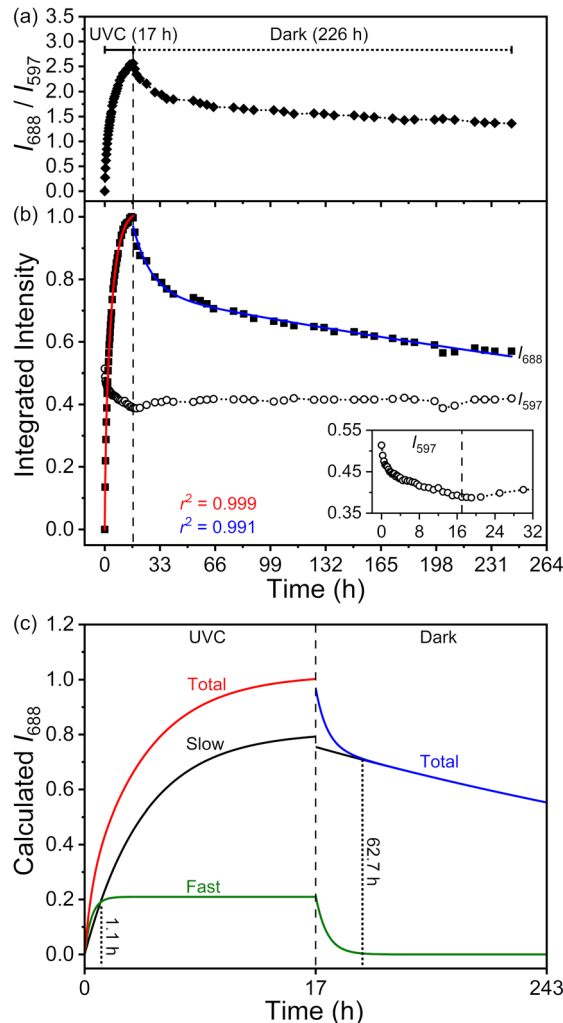 (a) UVC (17 h) Dark (226 h)
3.5
3.0
2.5
2.0
1.5
1.0
0.5
0.0
I688 / I597
(b)
1.0
0.8
0.6
0.4
0.2
0.0
Integrated Intensity
I688
I597
r² = 0.999
r² = 0.991
I597
0.55
0.45
0.35
0 8 16 24 32
0 33 66 99 132 165 198 231 264
Time (h)
(c)
UVC Dark
1.2
1.0
0.8
0.6
0.4
0.2
0.0
Calculated I688
Total
Slow
Fast
Total
1.1 h
62.7 h
0 17 243
Time (h)